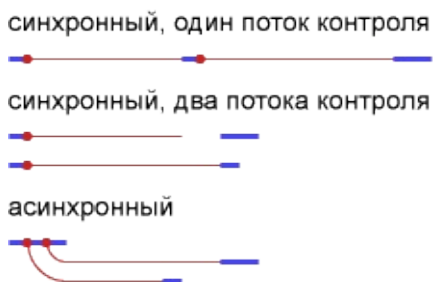 синхронный, один поток контроля
синхронный, два потока контроля
асинхронный